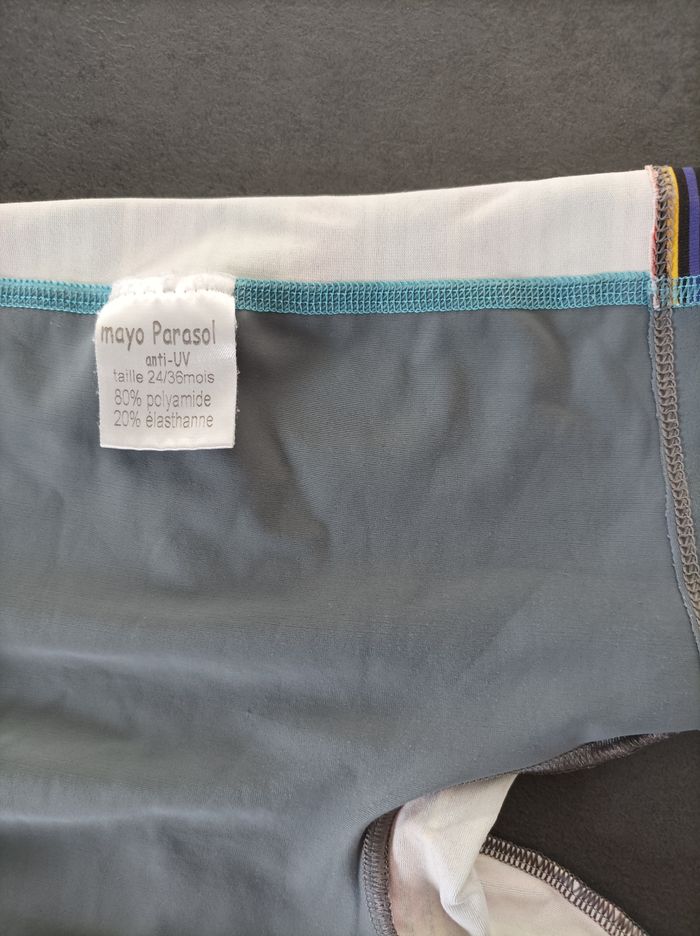 mayo Parasol
anti-UV
taille 24/36mois
80% polyamide
20% élasthanne